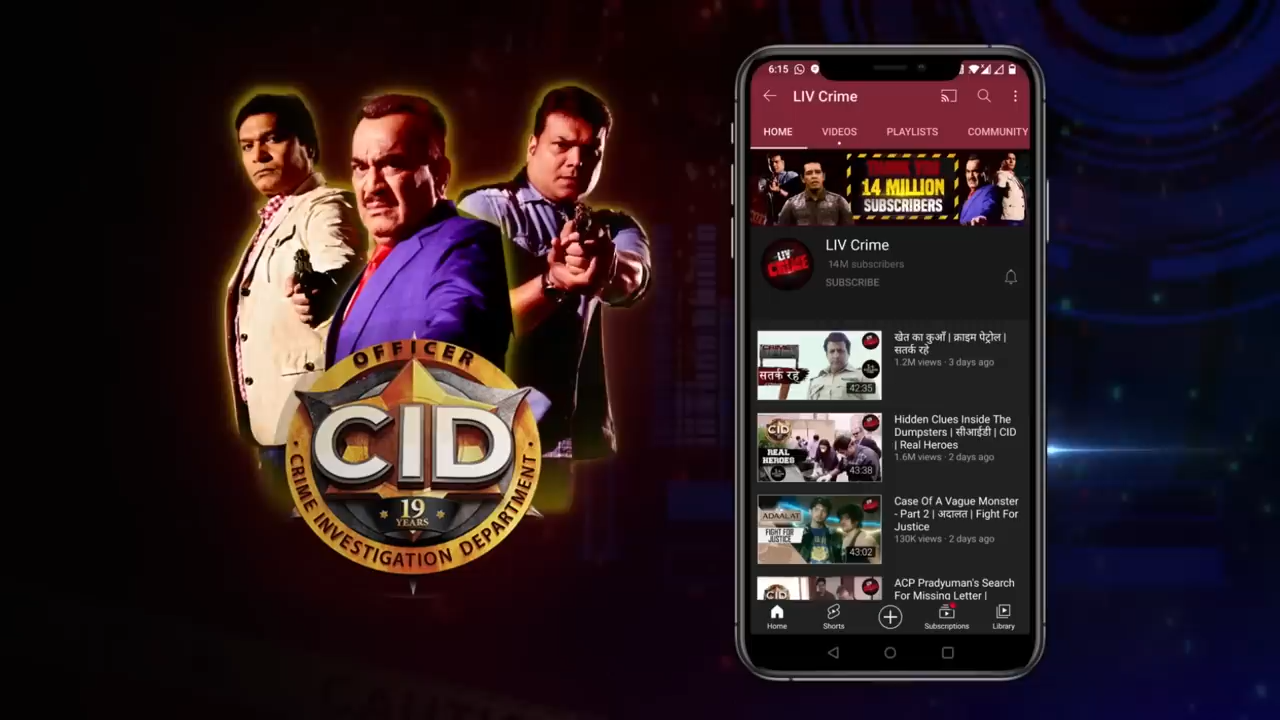 OFFICER
CID
19
YEARS
CRIME INVESTIGATION DEPARTMENT
6:15
LIV Crime
HOME VIDEOS PLAYLISTS COMMUNITY
THANK YOU
14 MILLION
SUBSCRIBERS
LIV
CRIME
LIV Crime
14M subscribers
SUBSCRIBE
सतर्क रहे
42:35
खेत का कुआँ | क्राइम पेट्रोल |
सतर्क रहे
1.2M views · 3 days ago
CID
REAL
HEROES
43:38
Hidden Clues Inside The
Dumpsters | सीआईडी | CID
| Real Heroes
1.6M views · 2 days ago
ADAALAT
FIGHT FOR
JUSTICE
43:02
Case Of A Vague Monster
- Part 2 | अदालत | Fight For
Justice
130K views · 2 days ago
CID
ACP Pradyuman's Search
For Missing Letter |
Home Shorts Subscriptions Library